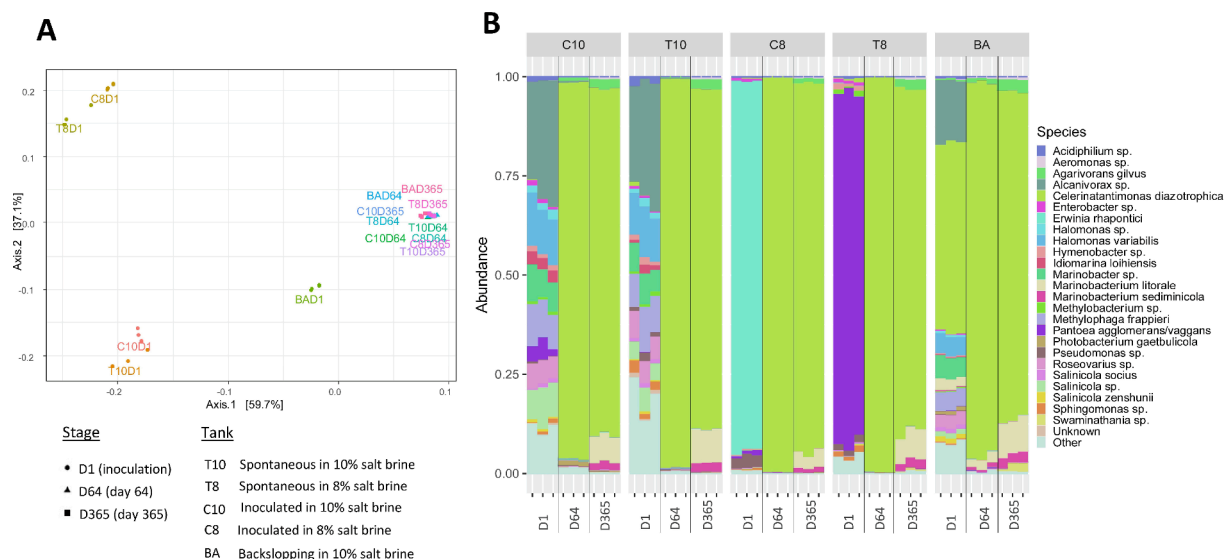 A
0.2
0.1
0.0
-0.1
-0.2
Axis.2 [37.1%]
C8D1
T8D1
BAD365
BAD64
T8D365
C10D365
T8D64
T10D64
C10D64
C8D64
C8D365
T10D365
BAD1
C10D1
T10D1
-0.2
-0.1
0.0
0.1
Axis.1 [59.7%]
Stage
D1 (inoculation)
D64 (day 64)
D365 (day 365)
Tank
T10 Spontaneous in 10% salt brine
T8 Spontaneous in 8% salt brine
C10 Inoculated in 10% salt brine
C8 Inoculated in 8% salt brine
BA Backslopping in 10% salt brine
B
C10 T10 C8 T8 BA
1.00
0.75
0.50
0.25
0.00
Abundance
D1 D64 D365 D1 D64 D365 D1 D64 D365 D1 D64 D365 D1 D64 D365
Species
Acidiphilium sp.
Aeromonas sp.
Agarivorans gilvus
Alcanivorax sp.
Celerinatantimonas diazotrophica
Enterobacter sp.
Erwinia rhapontici
Halomonas sp.
Halomonas variabilis
Hymenobacter sp.
Idiomarina loihiensis
Marinobacter sp.
Marinobacterium litorale
Marinobacterium sediminicola
Methylobacterium sp.
Methylophaga frappieri
Pantoea agglomerans/vaggans
Photobacterium gaetbulicola
Pseudomonas sp.
Roseovarius sp.
Salinicola socius
Salinicola sp.
Salinicola zenshunii
Sphingomonas sp.
Swaminathania sp.
Unknown
Other